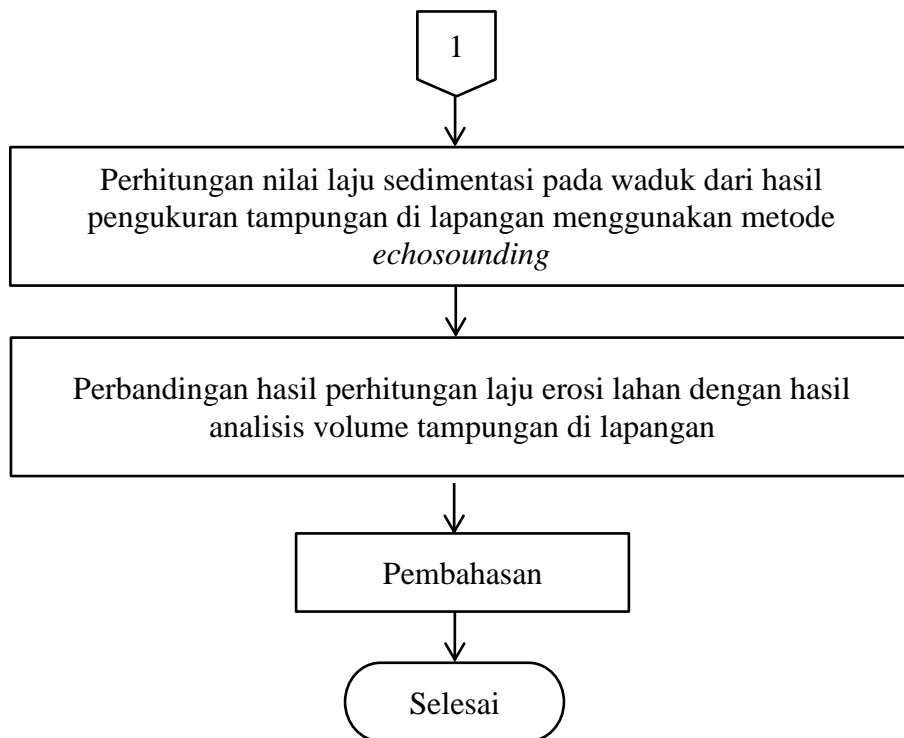 1
Perhitungan nilai laju sedimentasi pada waduk dari hasil
pengukuran tampungan di lapangan menggunakan metode
echosounding
Perbandingan hasil perhitungan laju erosi lahan dengan hasil
analisis volume tampungan di lapangan
Pembahasan
Selesai